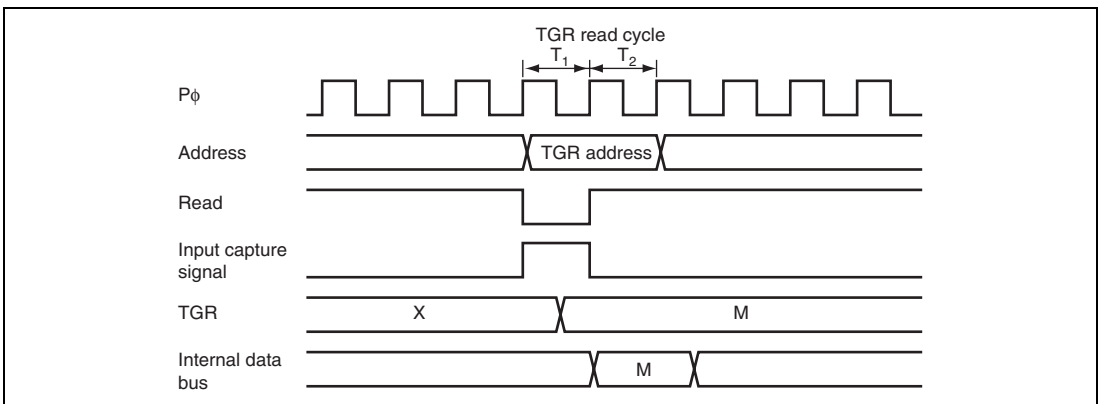 TGR read cycle
T1 T2
Pϕ
Address TGR address
Read
Input capture
signal
TGR X M
Internal data
bus M